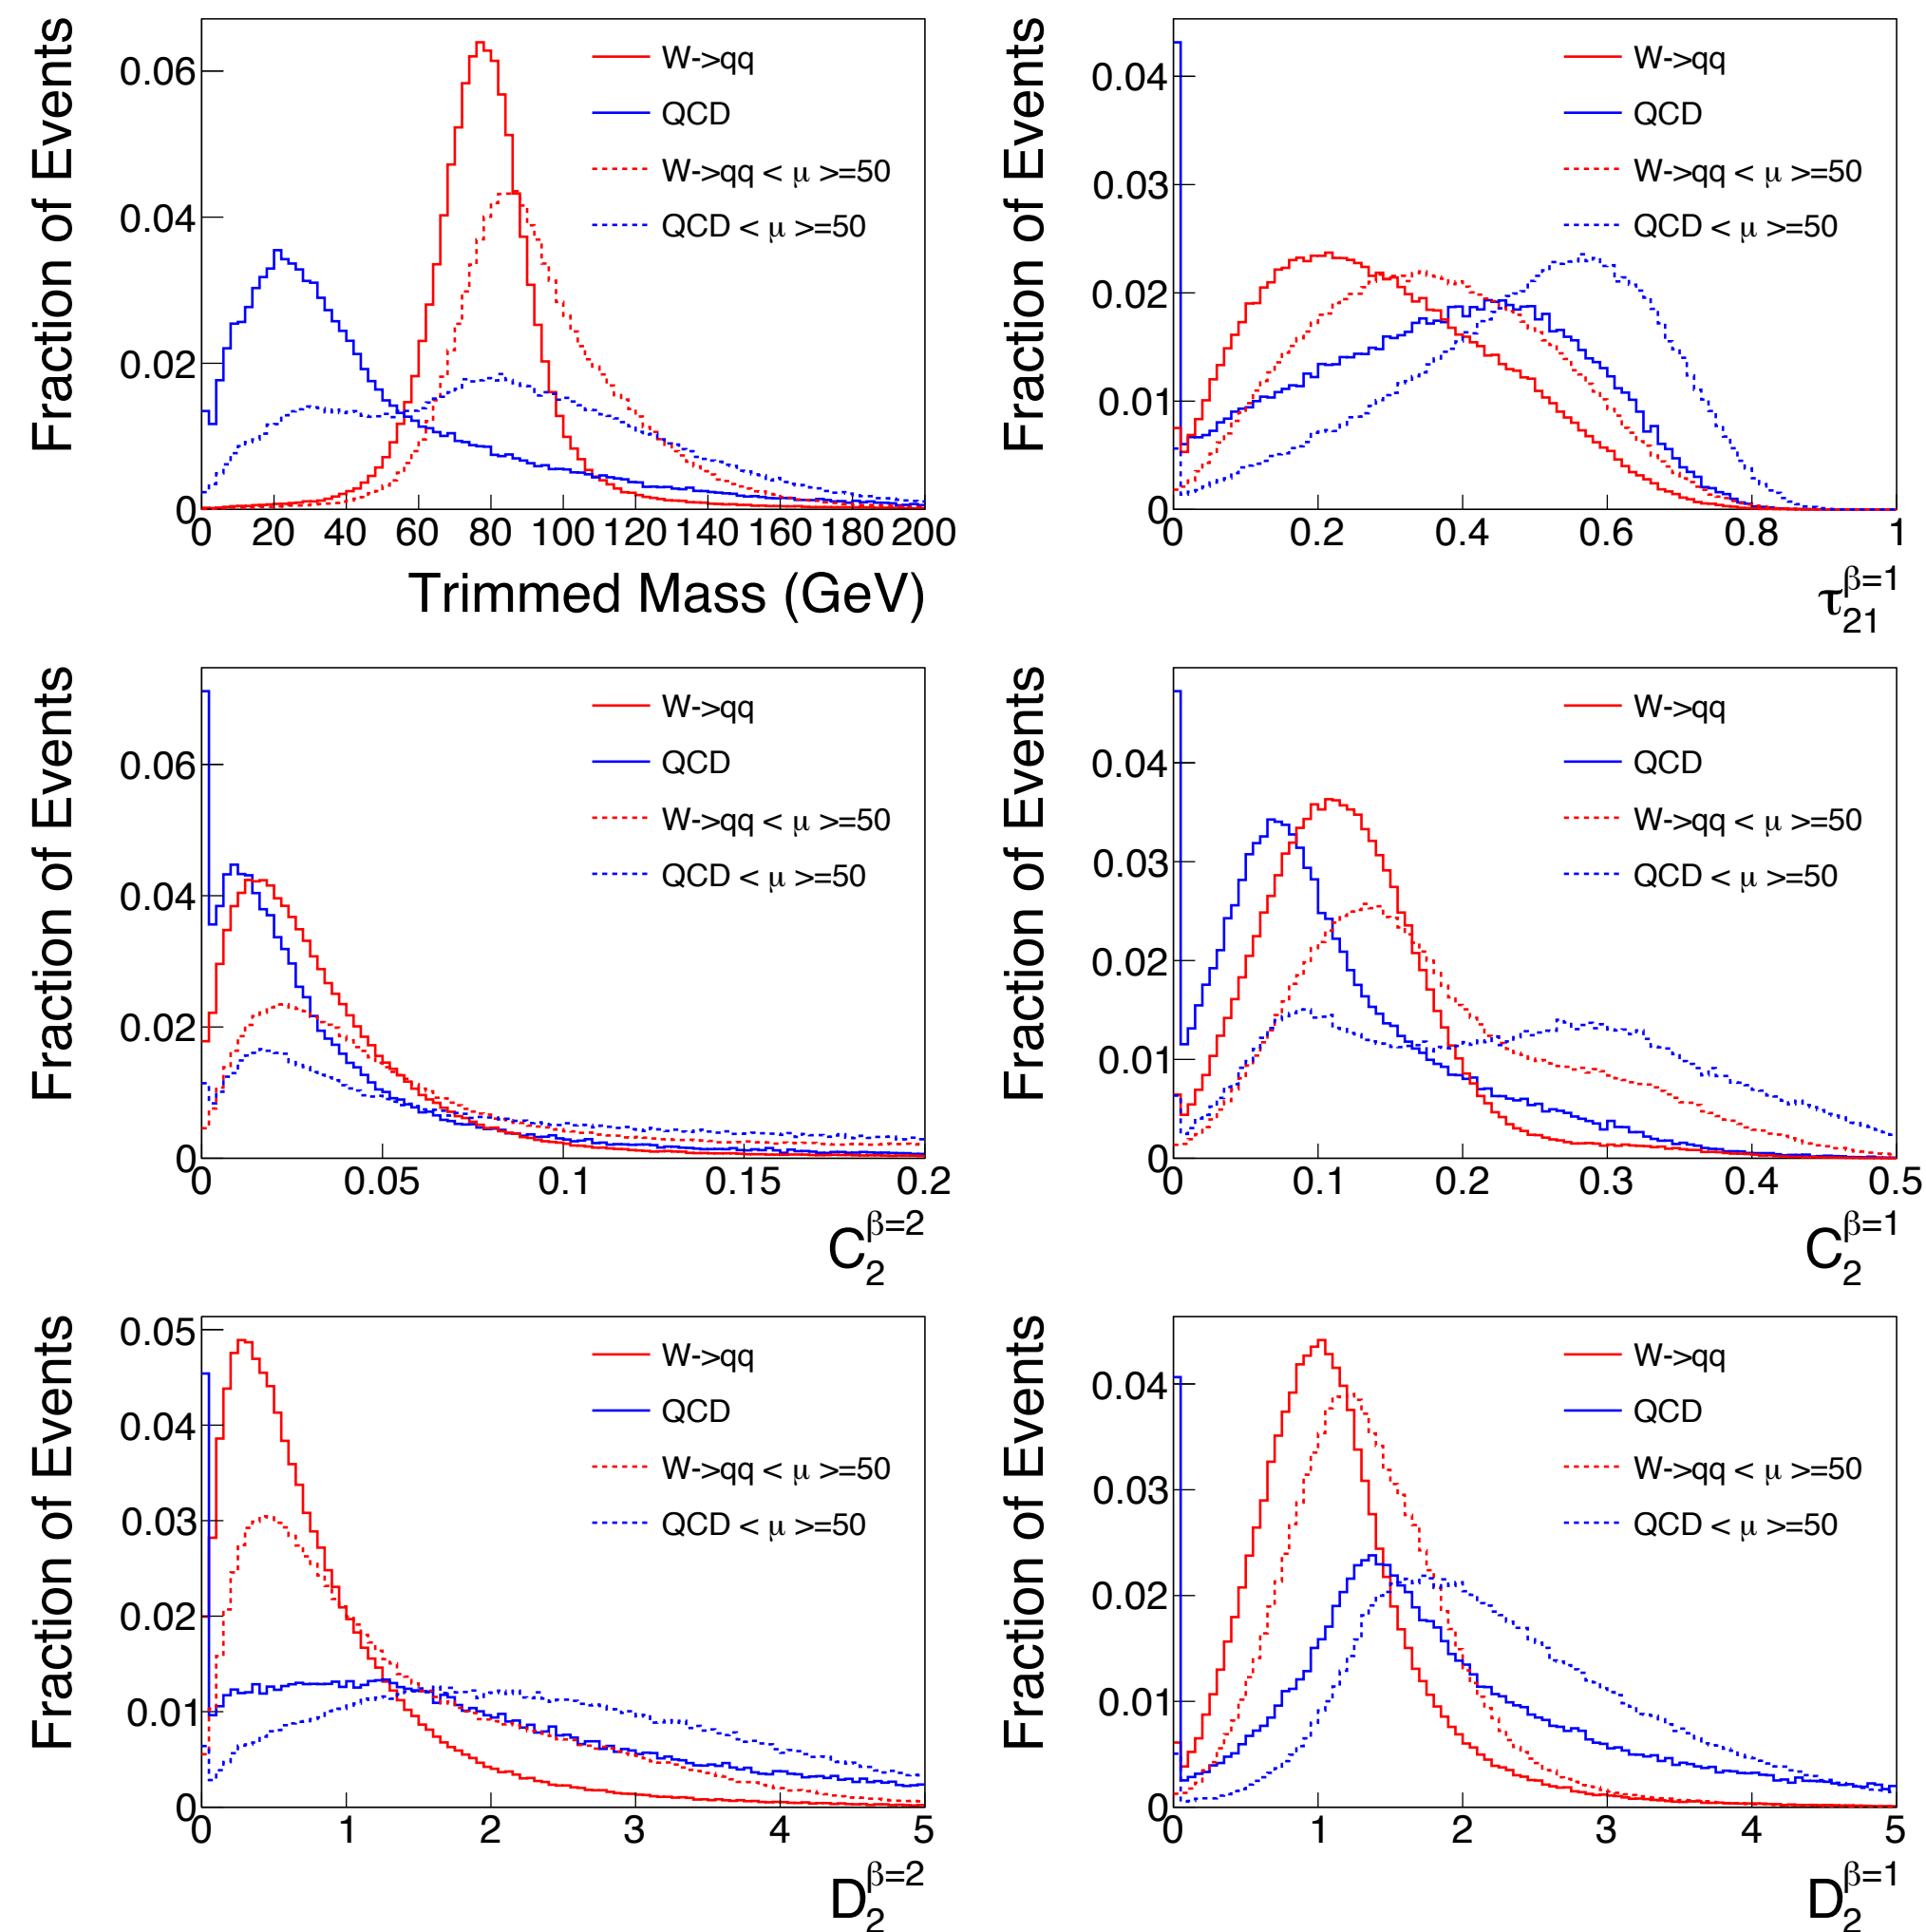 Fraction of Events
0.06
0.04
0.02
0
0 20 40 60 80 100 120 140 160 180 200
Trimmed Mass (GeV)
W->qq
QCD
W->qq < μ >=50
QCD < μ >=50
Fraction of Events
0.04
0.03
0.02
0.01
0
0 0.2 0.4 0.6 0.8 1
τ21^β=1
W->qq
QCD
W->qq < μ >=50
QCD < μ >=50
Fraction of Events
0.06
0.04
0.02
0
0 0.05 0.1 0.15 0.2
C2^β=2
W->qq
QCD
W->qq < μ >=50
QCD < μ >=50
Fraction of Events
0.04
0.03
0.02
0.01
0
0 0.1 0.2 0.3 0.4 0.5
C2^β=1
W->qq
QCD
W->qq < μ >=50
QCD < μ >=50
Fraction of Events
0.05
0.04
0.03
0.02
0.01
0
0 1 2 3 4 5
D2^β=2
W->qq
QCD
W->qq < μ >=50
QCD < μ >=50
Fraction of Events
0.04
0.03
0.02
0.01
0
0 1 2 3 4 5
D2^β=1
W->qq
QCD
W->qq < μ >=50
QCD < μ >=50